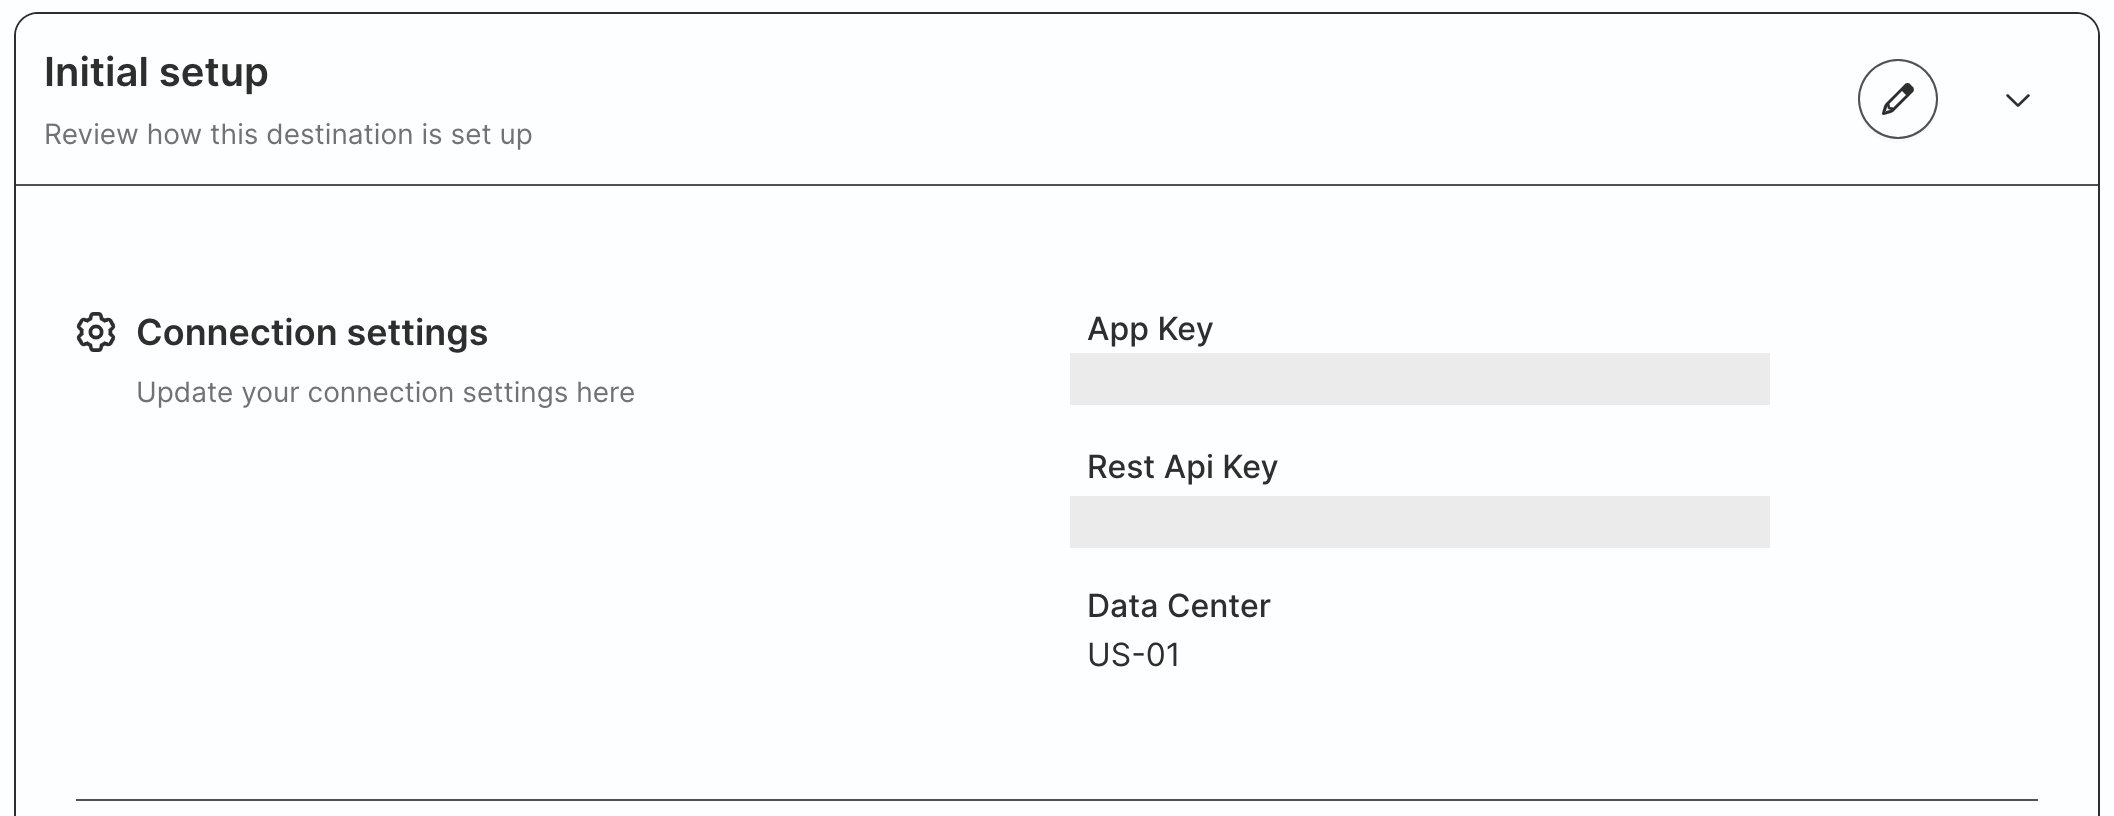 Initial setup
Review how this destination is set up
Connection settings
Update your connection settings here
App Key
Rest Api Key
Data Center
US-01